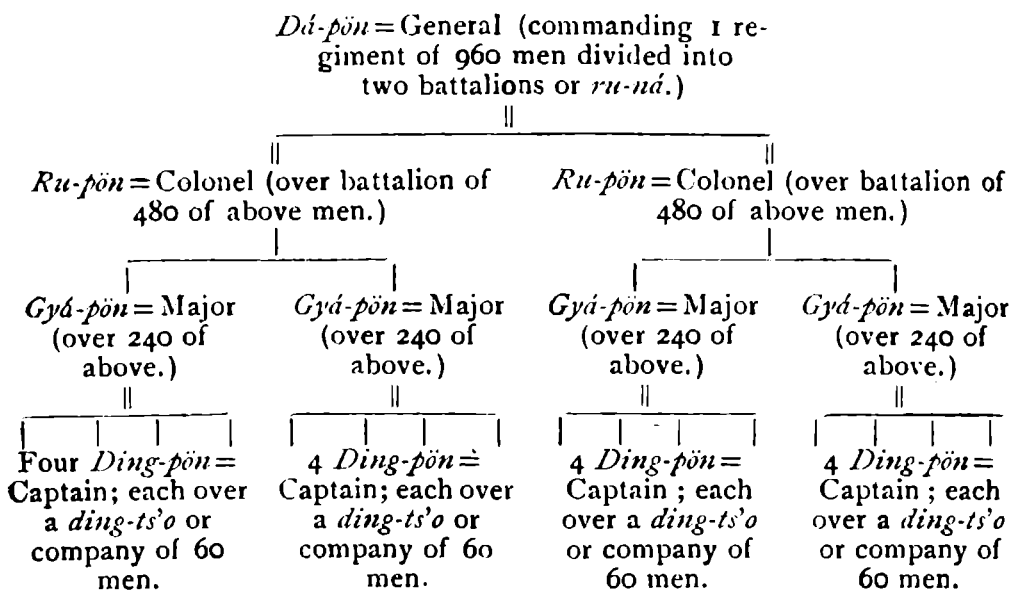 Dá-pön = General (commanding 1 re-
giment of 960 men divided into
two battalions or ru-ná.)
Ru-pön = Colonel (over battalion of
480 of above men.)
Ru-pön = Colonel (over battalion of
480 of above men.)
Gyá-pön = Major
(over 240 of
above.)
Gyá-pön = Major
(over 240 of
above.)
Gyá-pön = Major
(over 240 of
above.)
Gyá-pön = Major
(over 240 of
above.)
Four Ding-pön =
Captain; each over
a ding-ts'o or
company of 60
men.
4 Ding-pön =
Captain; each over
a ding-ts'o or
company of 60
men.
4 Ding-pön =
Captain ; each
over a ding-ts'o
or company of
60 men.
4 Ding-pön =
Captain ; each
over a ding-ts'o
or company of
60 men.